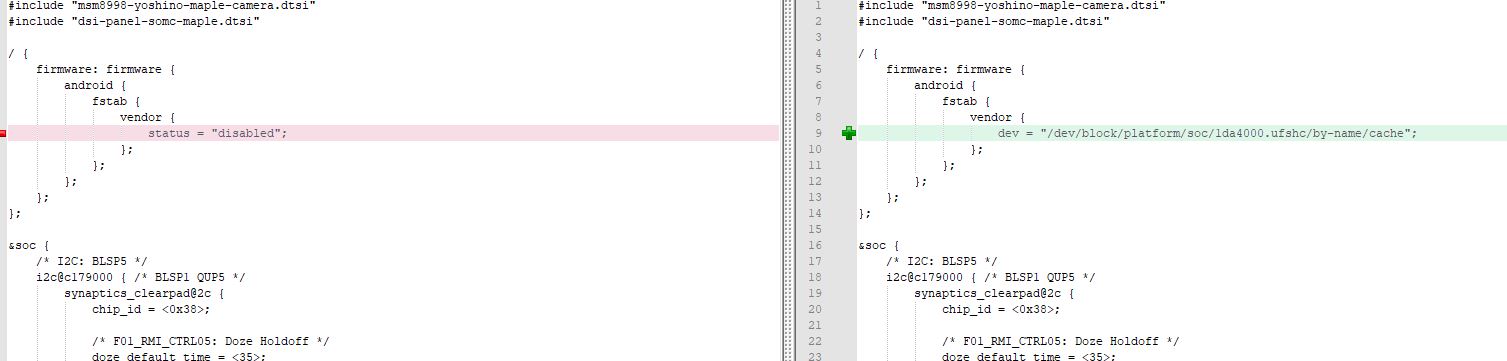 #include "msm8998-yoshino-maple-camera.dtsi"
#include "dsi-panel-somc-maple.dtsi"
/ {
firmware: firmware {
android {
fstab {
vendor {
status = "disabled";
};
};
};
};
};
&soc {
/* I2C: BLSP5 */
i2c@c179000 { /* BLSP1 QUP5 */
synaptics_clearpad@2c {
chip_id = <0x38>;
/* F01_RMI_CTRL05: Doze Holdoff */
doze_default_time = <35>;
1 #include "msm8998-yoshino-maple-camera.dtsi"
2 #include "dsi-panel-somc-maple.dtsi"
3
4 / {
5 firmware: firmware {
6 android {
7 fstab {
8 vendor {
9 dev = "/dev/block/platform/soc/1da4000.ufshc/by-name/cache";
10 };
11 };
12 };
13 };
14 };
15
16 &soc {
17 /* I2C: BLSP5 */
18 i2c@c179000 { /* BLSP1 QUP5 */
19 synaptics_clearpad@2c {
20 chip_id = <0x38>;
21
22 /* F01_RMI_CTRL05: Doze Holdoff */
23 doze_default_time = <35>;